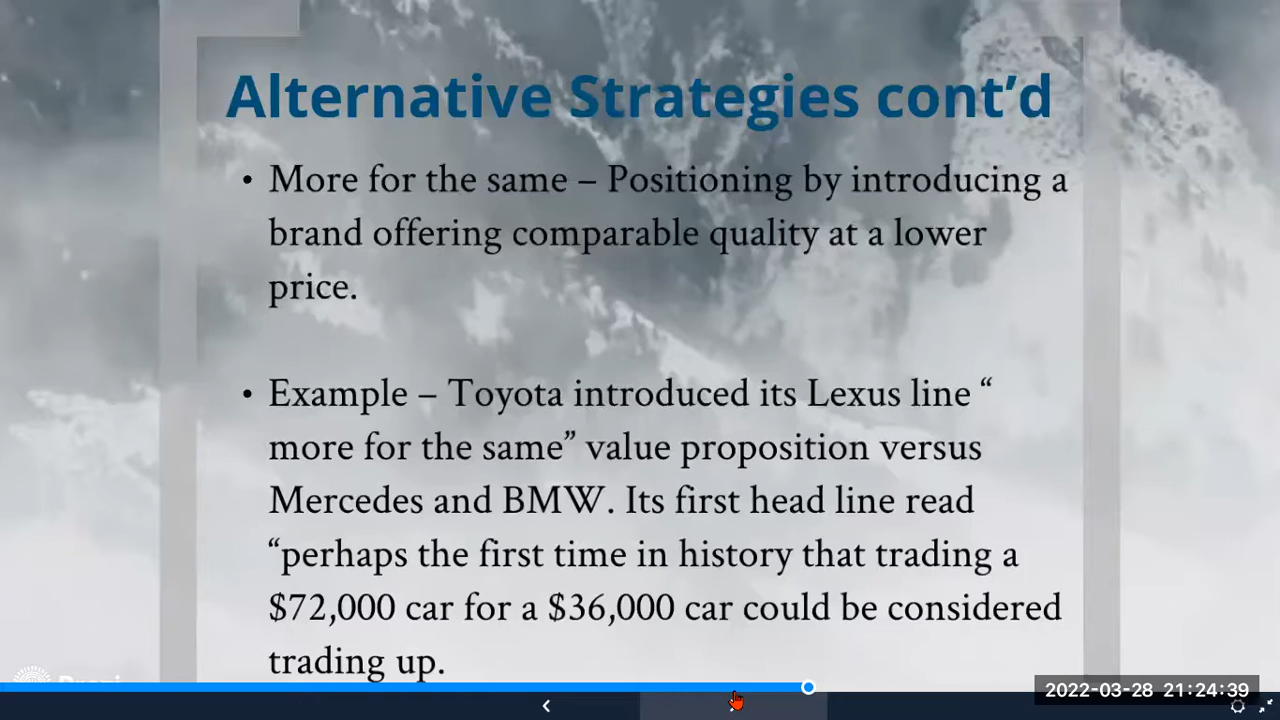 Alternative Strategies cont’d
• More for the same – Positioning by introducing a
brand offering comparable quality at a lower
price.
• Example – Toyota introduced its Lexus line “
more for the same” value proposition versus
Mercedes and BMW. Its first head line read
“perhaps the first time in history that trading a
$72,000 car for a $36,000 car could be considered
trading up.
2022-03-28 21:24:39